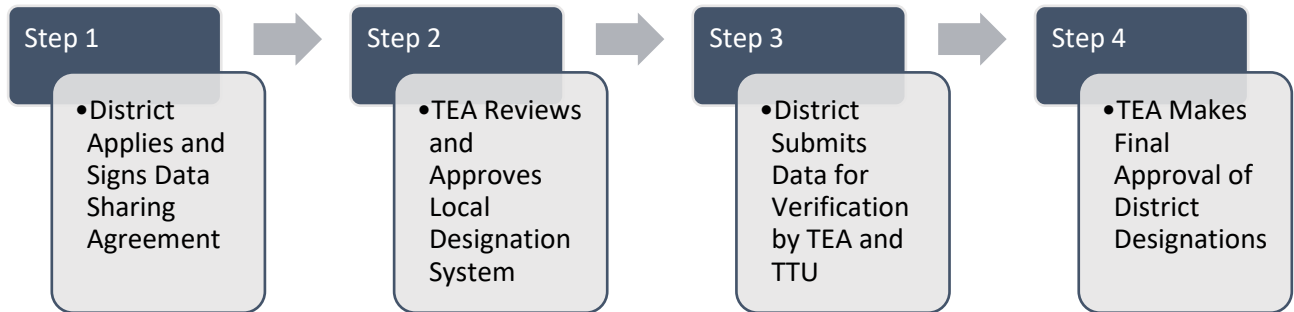 Step 1
•District
Applies and
Signs Data
Sharing
Agreement
Step 2
•TEA Reviews
and
Approves
Local
Designation
System
Step 3
•District
Submits
Data for
Verification
by TEA and
TTU
Step 4
•TEA Makes
Final
Approval of
District
Designations